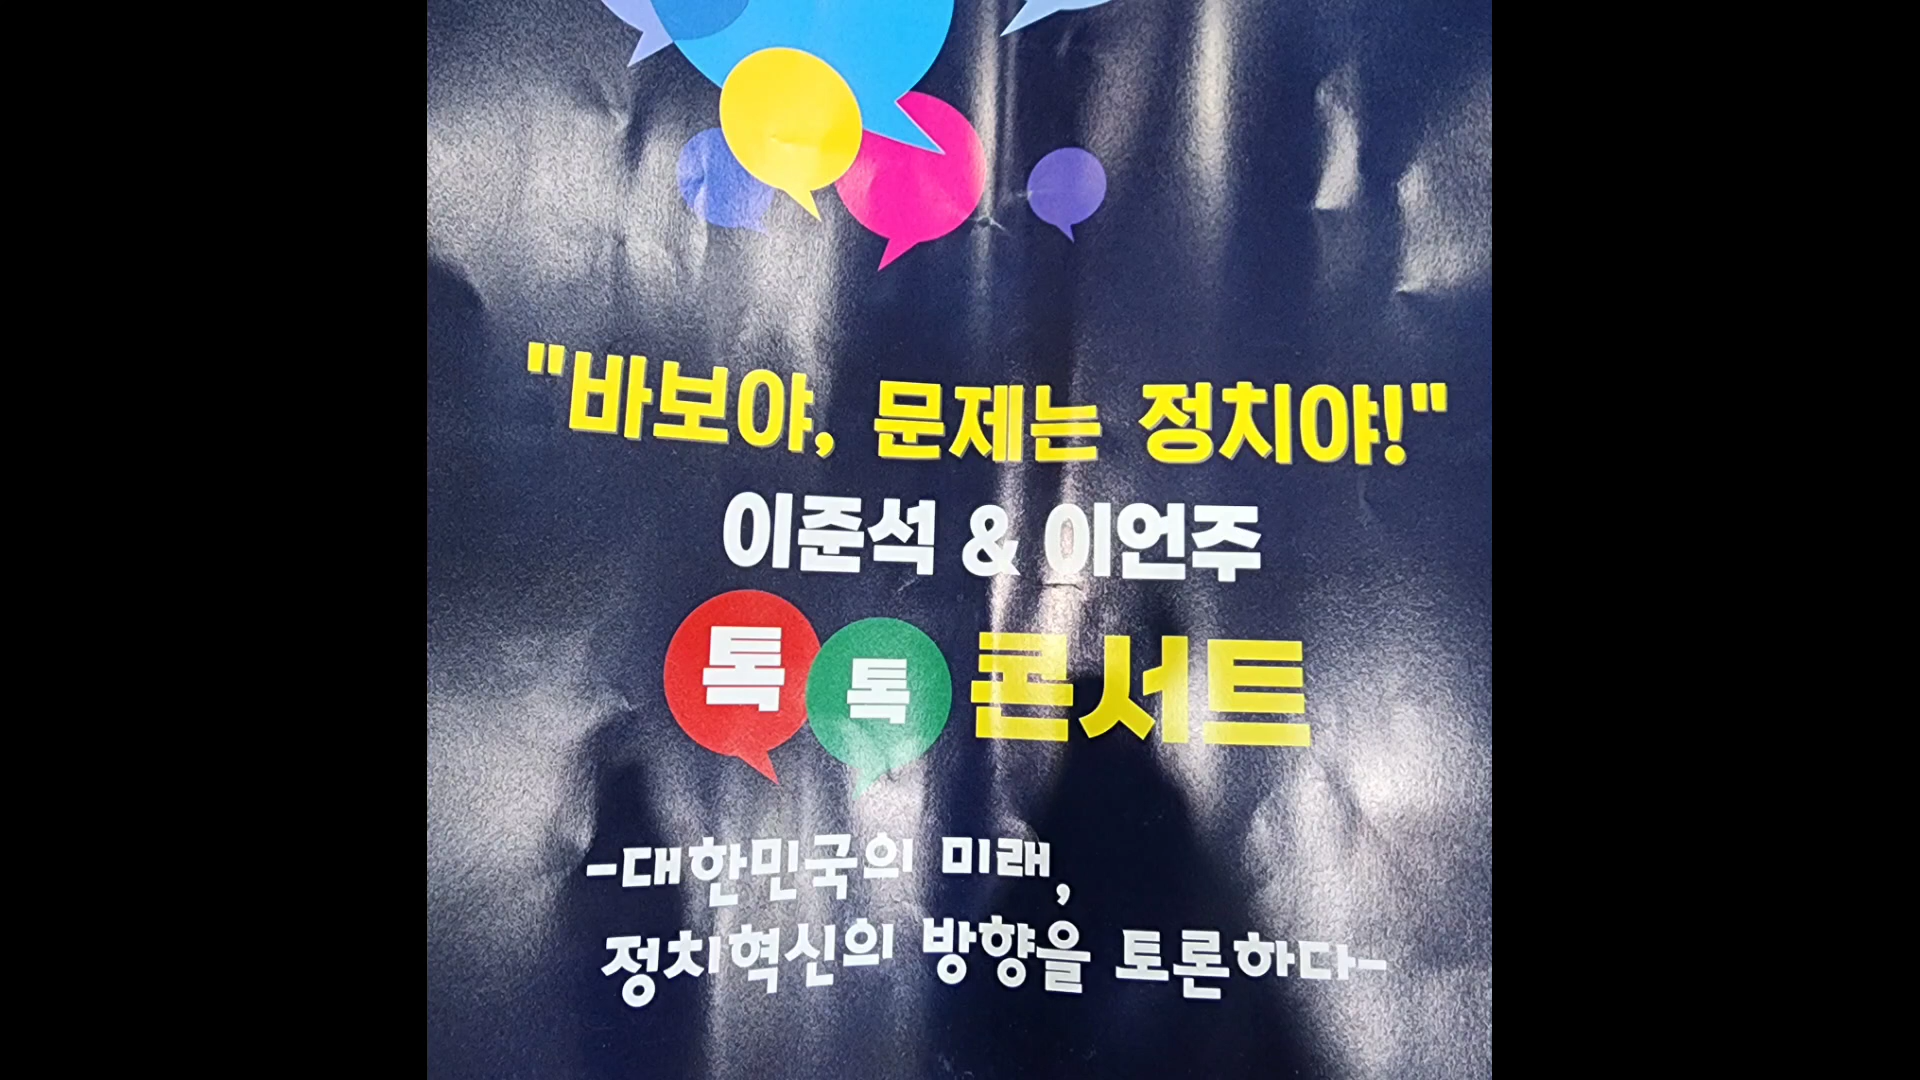 "바보야, 문제는 정치야!"
이준석 & 이언주
톡 톡 콘서트
-대한민국의 미래,
정치혁신의 방향을 토론하다-